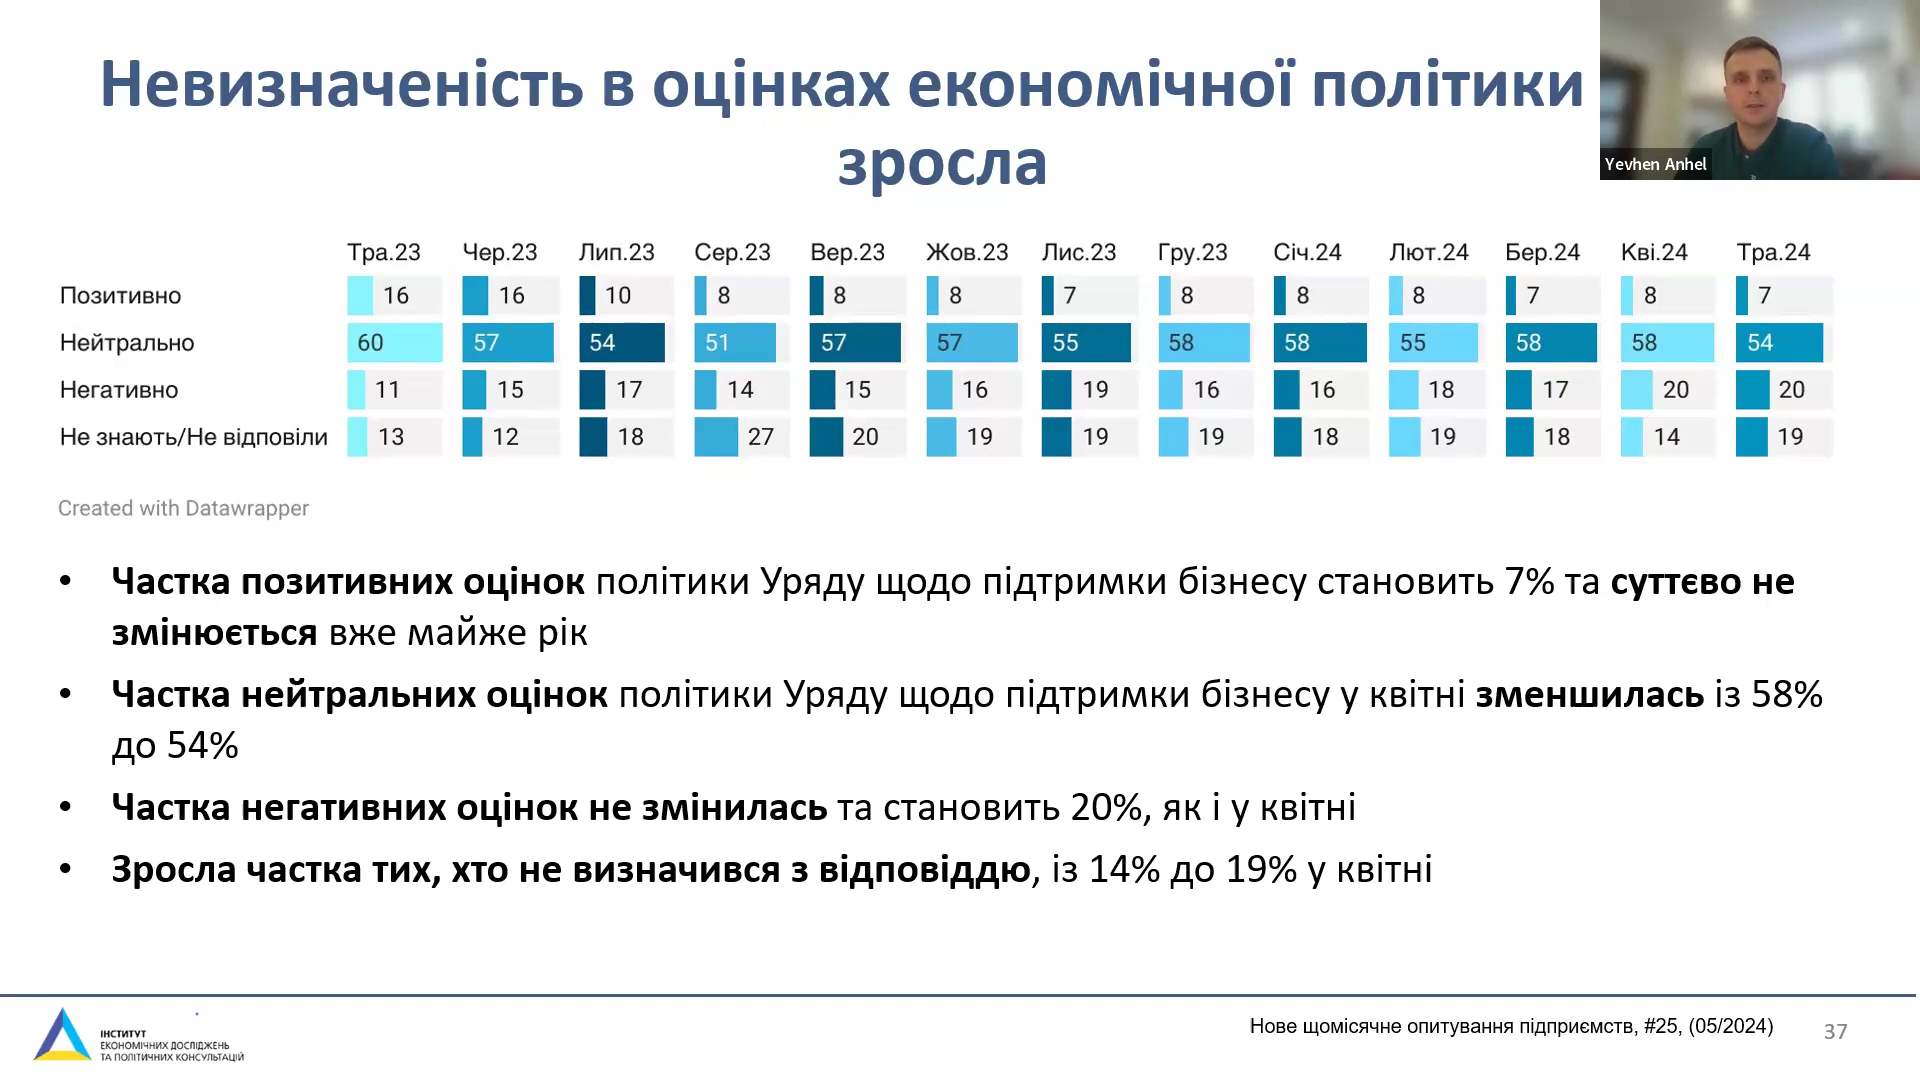 Невизначеність в оцінках економічної політики
зросла
Yevhen Anhel
Тра.23 Чер.23 Лип.23 Сер.23 Вер.23 Жов.23 Лис.23 Гру.23 Січ.24 Лют.24 Бер.24 Кві.24 Тра.24
Позитивно 16 16 10 8 8 8 7 8 8 8 7 8 7
Нейтрально 60 57 54 51 57 57 55 58 58 55 58 58 54
Негативно 11 15 17 14 15 16 19 16 16 18 17 20 20
Не знають/Не відповіли 13 12 18 27 20 19 19 19 18 19 18 14 19
Created with Datawrapper
• Частка позитивних оцінок політики Уряду щодо підтримки бізнесу становить 7% та суттєво не
змінюється вже майже рік
• Частка нейтральних оцінок політики Уряду щодо підтримки бізнесу у квітні зменшилась із 58%
до 54%
• Частка негативних оцінок не змінилась та становить 20%, як і у квітні
• Зросла частка тих, хто не визначився з відповіддю, із 14% до 19% у квітні
ІНСТИТУТ
ЕКОНОМІЧНИХ ДОСЛІДЖЕНЬ
ТА ПОЛІТИЧНИХ КОНСУЛЬТАЦІЙ
Нове щомісячне опитування підприємств, #25, (05/2024)
37